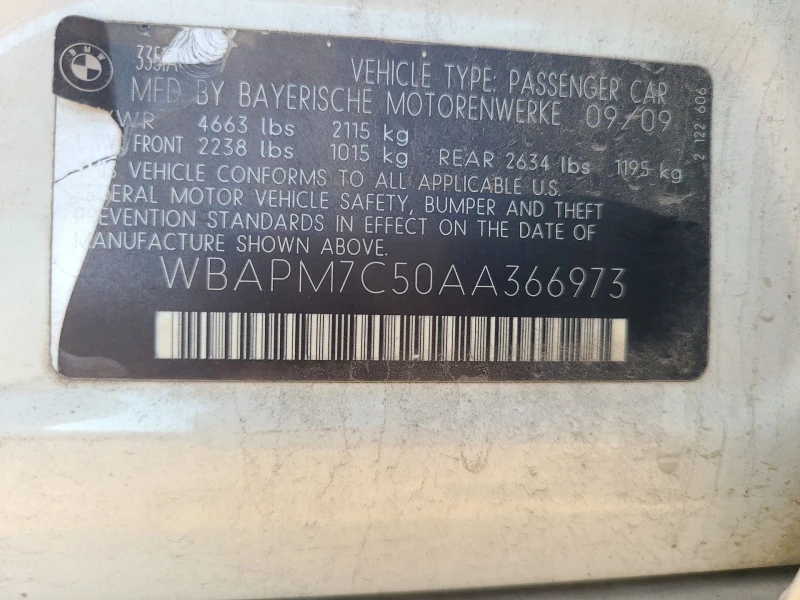 BMW
335IA
VEHICLE TYPE: PASSENGER CAR
MFD BY BAYERISCHE MOTORENWERKE 09/09
4663 lbs 2115 kg
FRONT 2238 lbs 1015 kg REAR 2634 lbs 1195 kg
VEHICLE CONFORMS TO ALL APPLICABLE U.S.
MOTOR VEHICLE SAFETY, BUMPER AND THEFT
PREVENTION STANDARDS IN EFFECT ON THE DATE OF
MANUFACTURE SHOWN ABOVE.
WBAPM7C50AA366973
2 122 606